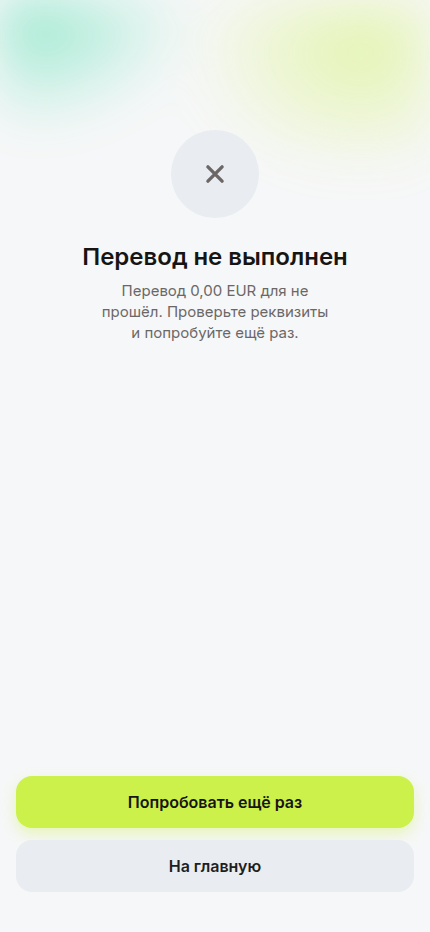 Перевод не выполнен
Перевод 0,00 EUR для не
прошёл. Проверьте реквизиты
и попробуйте ещё раз.
Попробовать ещё раз
На главную